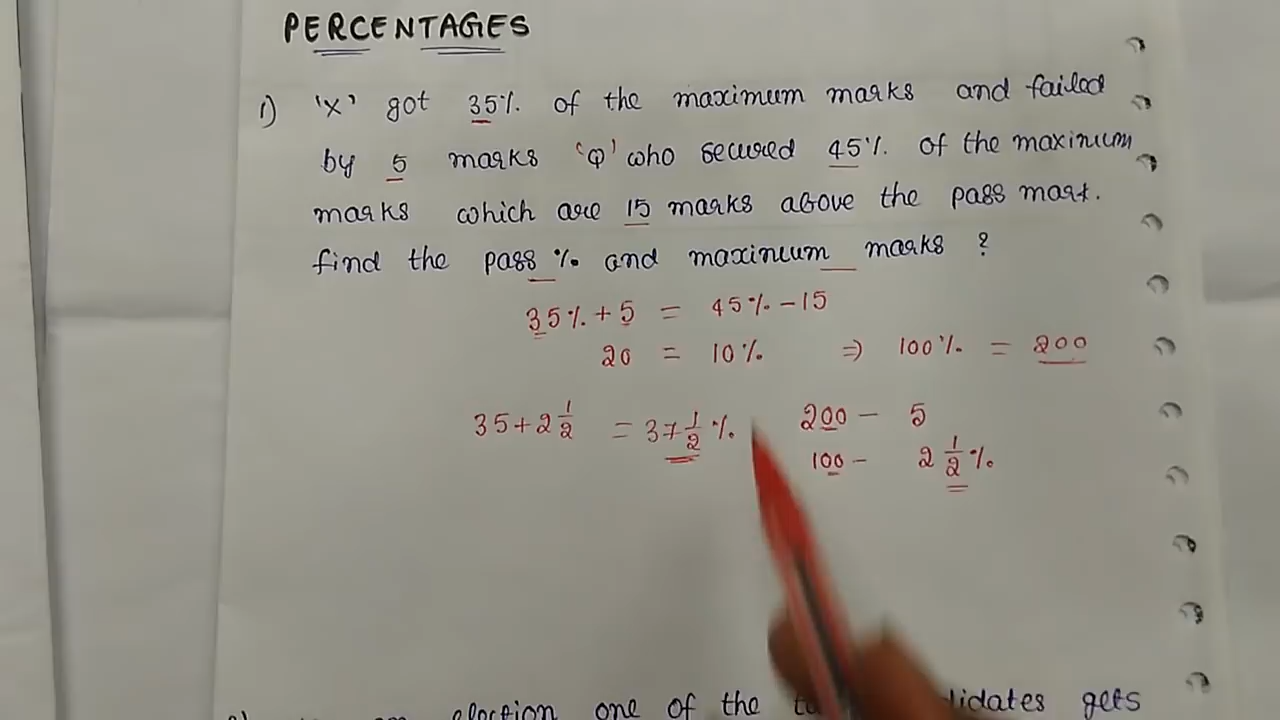 PERCENTAGES
1) 'X' got 35% of the maximum marks and failed
by 5 marks 'Q' who secured 45% of the maximum
marks which are 15 marks above the pass mark.
find the pass % and maximum marks ?
35% + 5 = 45% - 15
20 = 10% ⇒ 100% = 200
35 + 2 1/2 = 37 1/2 % 200 - 5
100 - 2 1/2 %
election one of the gets